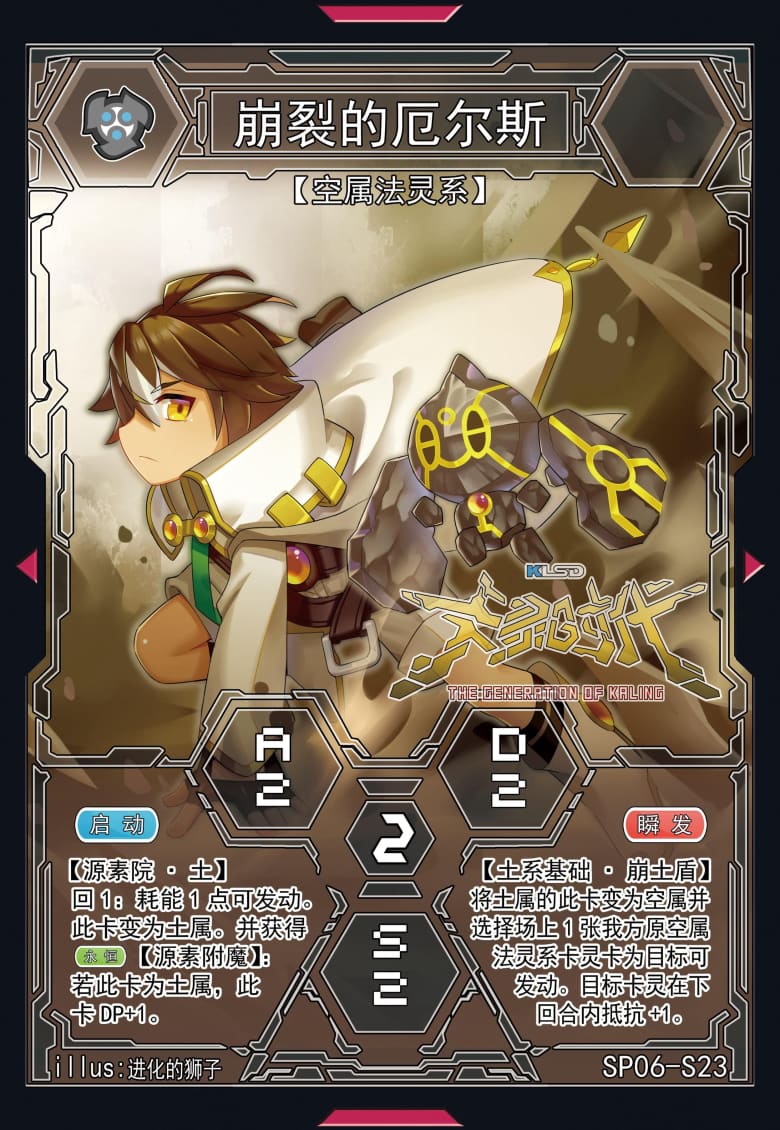 崩裂的厄尔斯
【空属法灵系】
KLSD
卡灵时代
THE GENERATION OF KALING
A
2
D
2
2
S
2
启动
【源素院·土】
回1:耗能1点可发动。
此卡变为土属。并获得
永恒【源素附魔】:
若此卡为土属,此
卡DP+1。
瞬发
【土系基础·崩土盾】
将土属的此卡变为空属并
选择场上1张我方原空属
法灵系卡灵卡为目标可
发动。目标卡灵在下
回合内抵抗+1。
illus:进化的狮子
SP06-S23